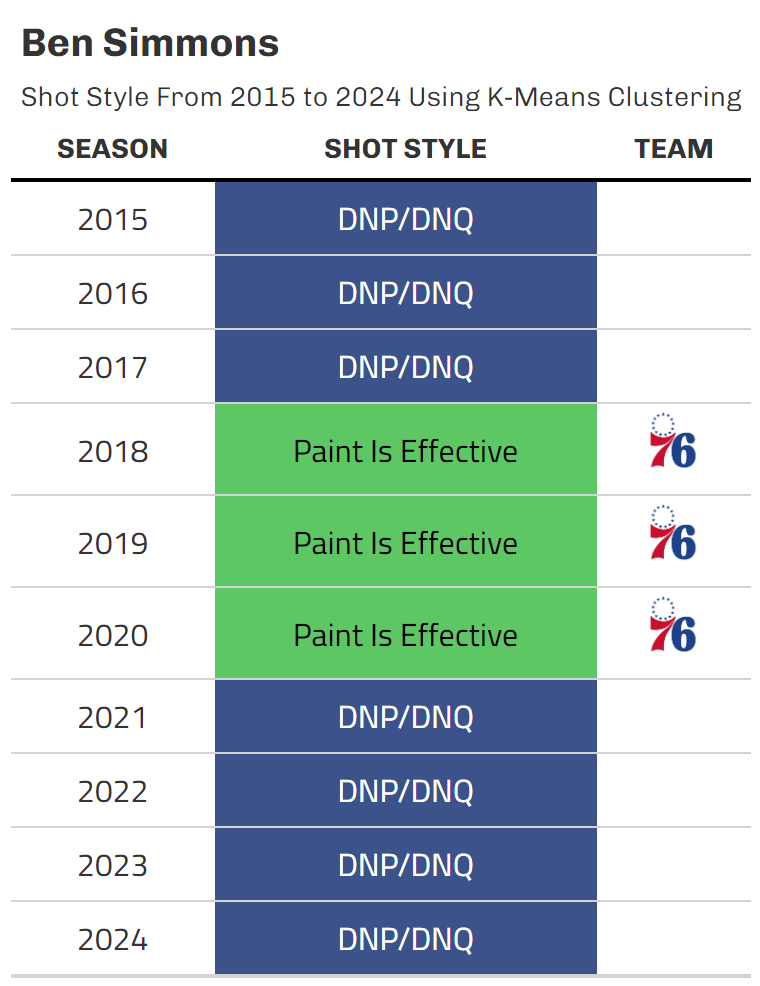 Ben Simmons
Shot Style From 2015 to 2024 Using K-Means Clustering
SEASON SHOT STYLE TEAM
2015 DNP/DNQ
2016 DNP/DNQ
2017 DNP/DNQ
2018 Paint Is Effective 76
2019 Paint Is Effective 76
2020 Paint Is Effective 76
2021 DNP/DNQ
2022 DNP/DNQ
2023 DNP/DNQ
2024 DNP/DNQ